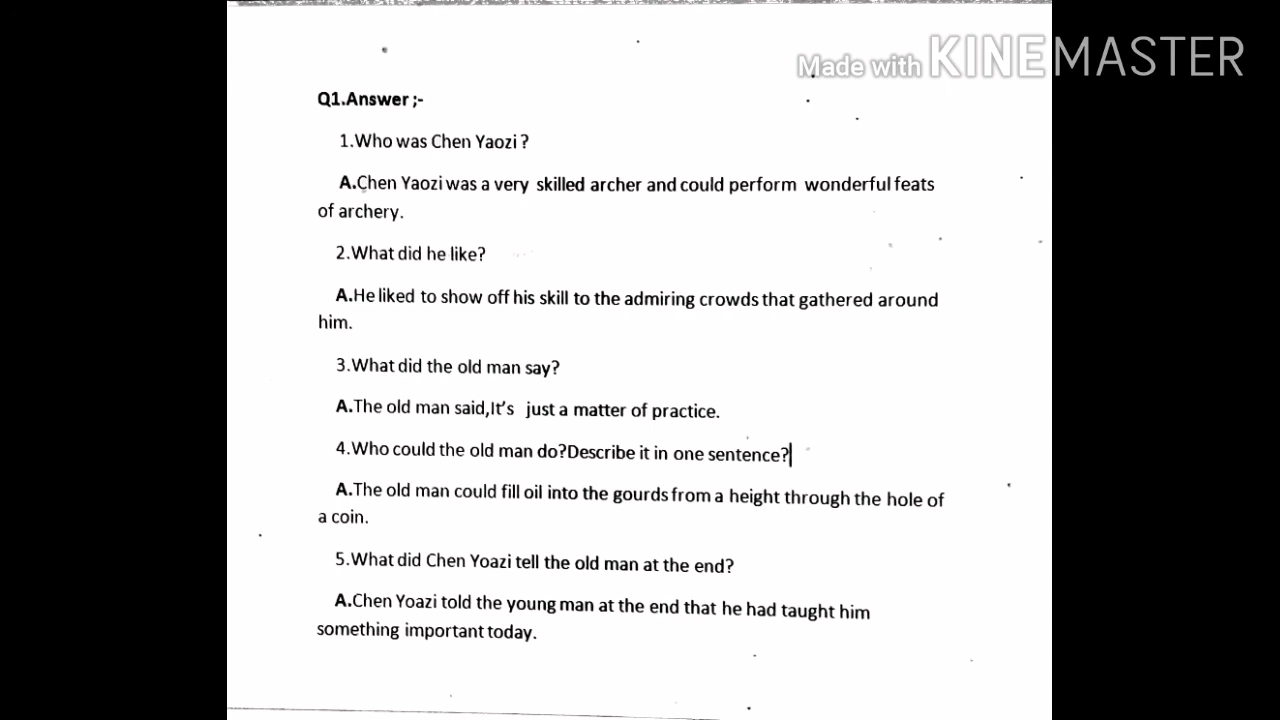 Made with KINEMASTER
Q1.Answer ;-
1.Who was Chen Yaozi ?
A.Chen Yaozi was a very skilled archer and could perform wonderful feats
of archery.
2.What did he like?
A.He liked to show off his skill to the admiring crowds that gathered around
him.
3.What did the old man say?
A.The old man said,It's just a matter of practice.
4.Who could the old man do?Describe it in one sentence?
A.The old man could fill oil into the gourds from a height through the hole of
a coin.
5.What did Chen Yoazi tell the old man at the end?
A.Chen Yoazi told the young man at the end that he had taught him
something important today.